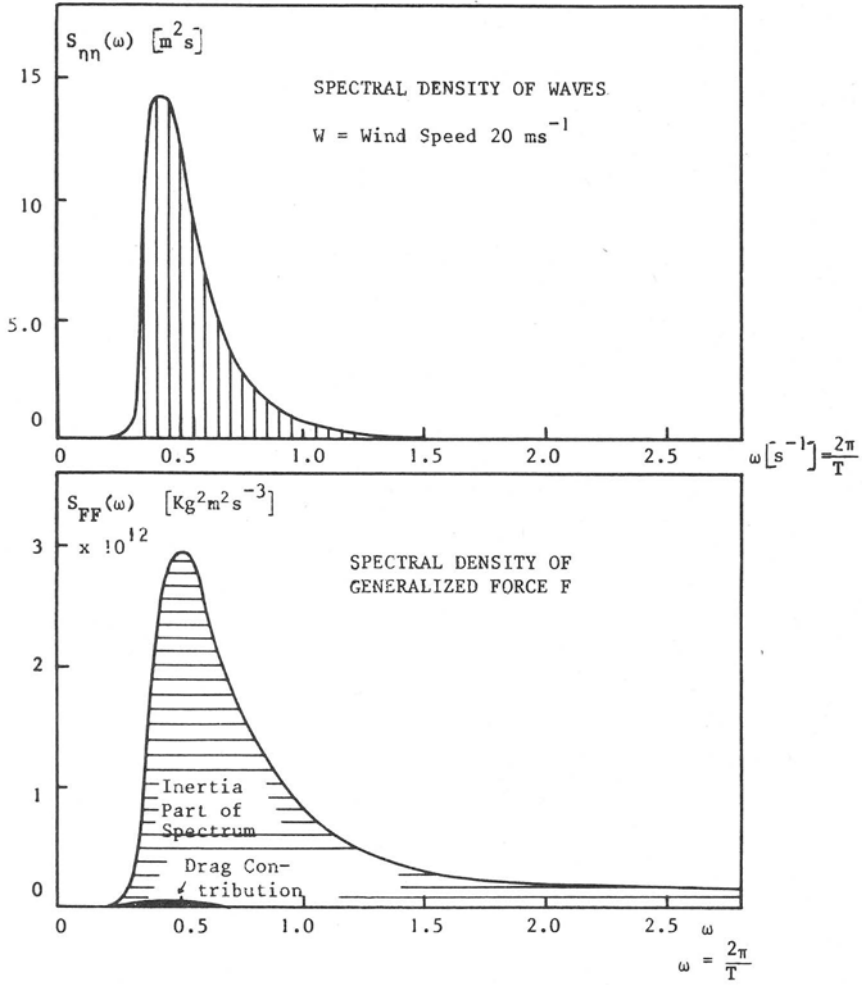 S_ηη(ω) [m²s]
SPECTRAL DENSITY OF WAVES
W = Wind Speed 20 ms⁻¹
15
10
5.0
0
0 0.5 1.0 1.5 2.0 2.5 ω[s⁻¹]=2π/T
S_FF(ω) [Kg²m²s⁻³]
x 10¹²
SPECTRAL DENSITY OF
GENERALIZED FORCE F
3
2
1
0
Inertia
Part of
Spectrum
Drag Con-
tribution
0 0.5 1.0 1.5 2.0 2.5 ω
ω = 2π/T